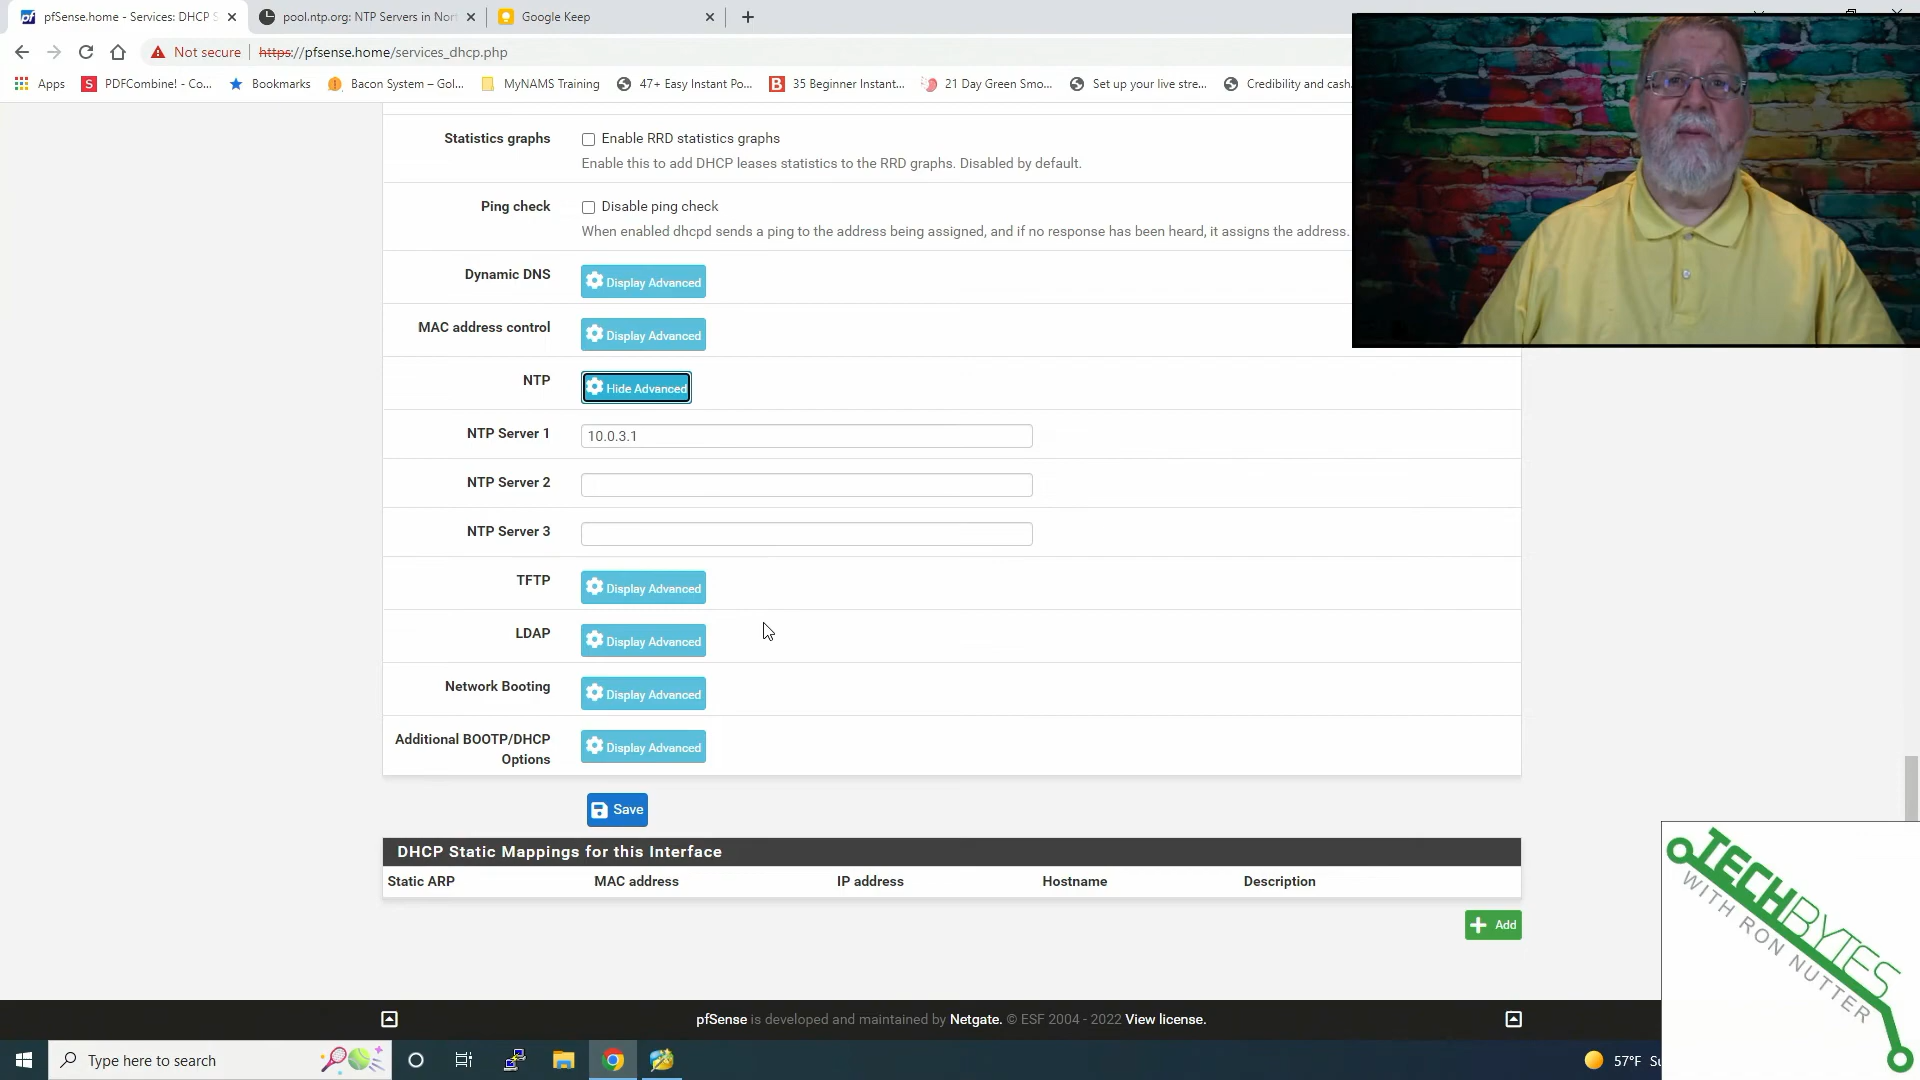 pfSense.home - Services: DHCP S
pool.ntp.org: NTP Servers in Nor
Google Keep
Not secure
https://pfsense.home/services_dhcp.php
Apps
PDFCombine! - Co...
Bookmarks
Bacon System – Gol...
MyNAMS Training
47+ Easy Instant Po...
35 Beginner Instant...
21 Day Green Smo...
Set up your live stre...
Credibility and cash
Statistics graphs
Enable RRD statistics graphs
Enable this to add DHCP leases statistics to the RRD graphs. Disabled by default.
Ping check
Disable ping check
When enabled dhcpd sends a ping to the address being assigned, and if no response has been heard, it assigns the address.
Dynamic DNS
Display Advanced
MAC address control
Display Advanced
NTP
Hide Advanced
NTP Server 1
10.0.3.1
NTP Server 2
NTP Server 3
TFTP
Display Advanced
LDAP
Display Advanced
Network Booting
Display Advanced
Additional BOOTP/DHCP
Options
Display Advanced
Save
DHCP Static Mappings for this Interface
Static ARP MAC address IP address Hostname Description
Add
pfSense is developed and maintained by Netgate. © ESF 2004 - 2022 View license.
TECHBYTES
WITH RON NUTTER
Type here to search
57°F Su